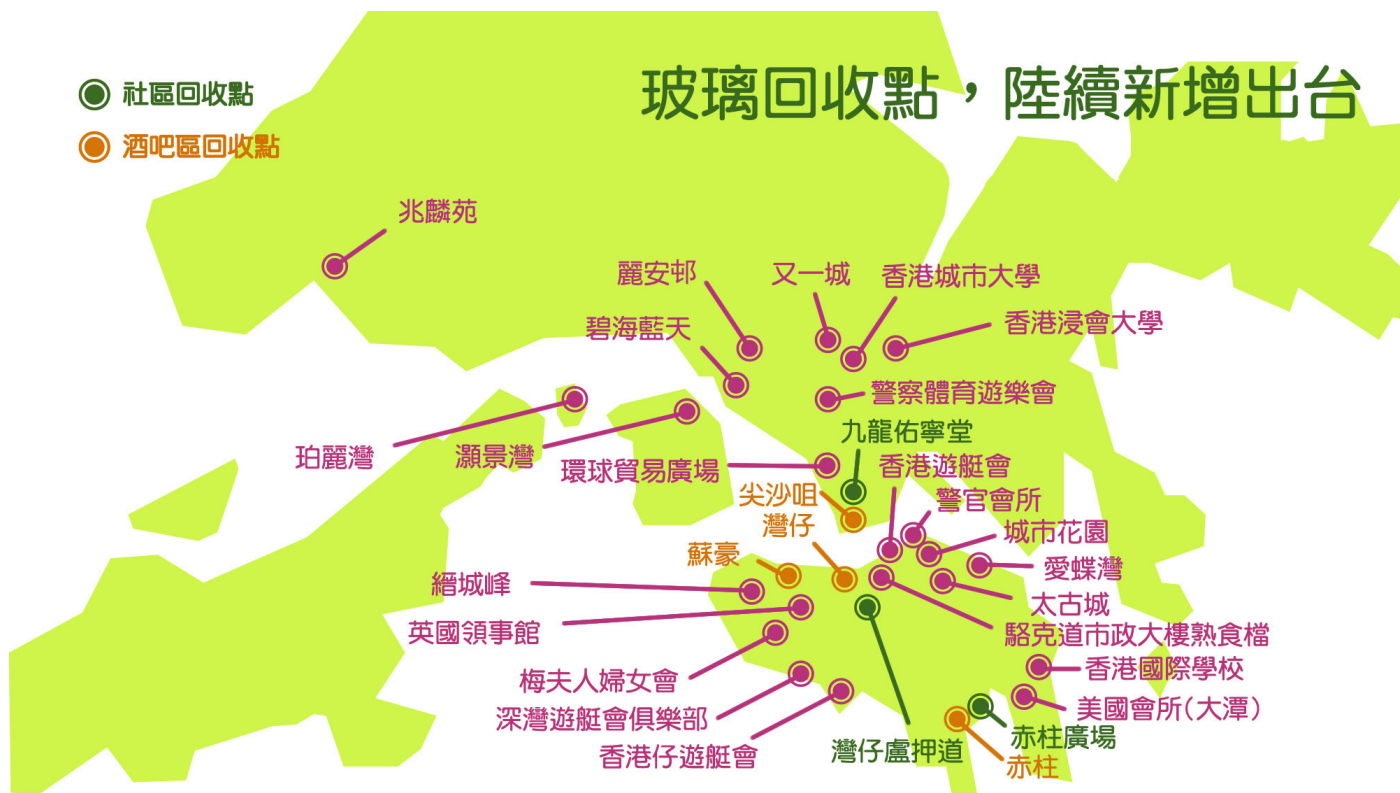 玻璃回收點，陸續新增出台
社區回收點
酒吧區回收點
兆麟苑
麗安邨
又一城
香港城市大學
碧海藍天
香港浸會大學
警察體育遊樂會
九龍佑寧堂
珀麗灣
灝景灣
環球貿易廣場
香港遊艇會
尖沙咀
警官會所
灣仔
城市花園
蘇豪
愛蝶灣
縉城峰
太古城
英國領事館
駱克道市政大樓熟食檔
香港國際學校
梅夫人婦女會
深灣遊艇會俱樂部
美國會所(大潭)
香港仔遊艇會
灣仔盧押道
赤柱廣場
赤柱